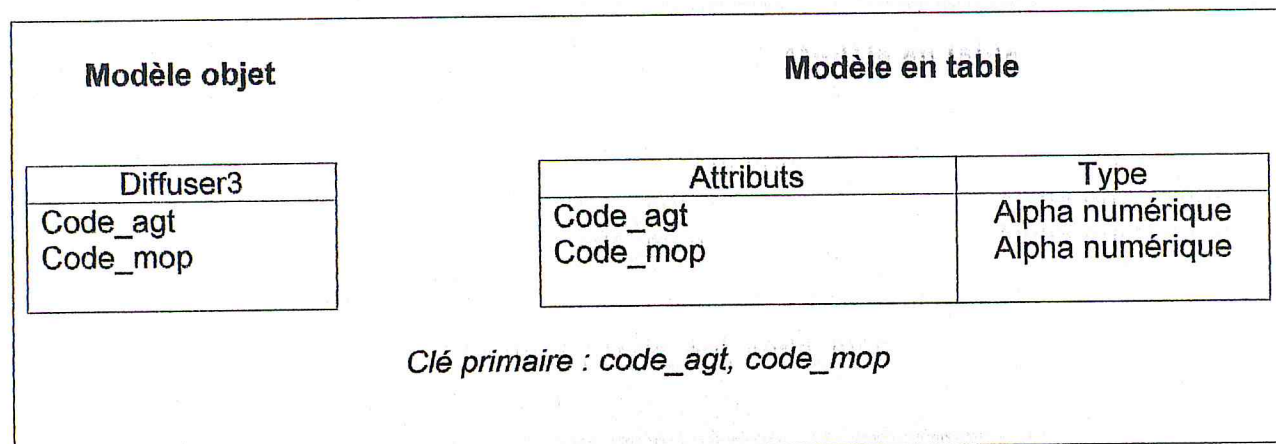 Modèle objet
Modèle en table
Diffuser3
Code_agt
Code_mop
Attributs Type
Code_agt Alpha numérique
Code_mop Alpha numérique
Clé primaire : code_agt, code_mop